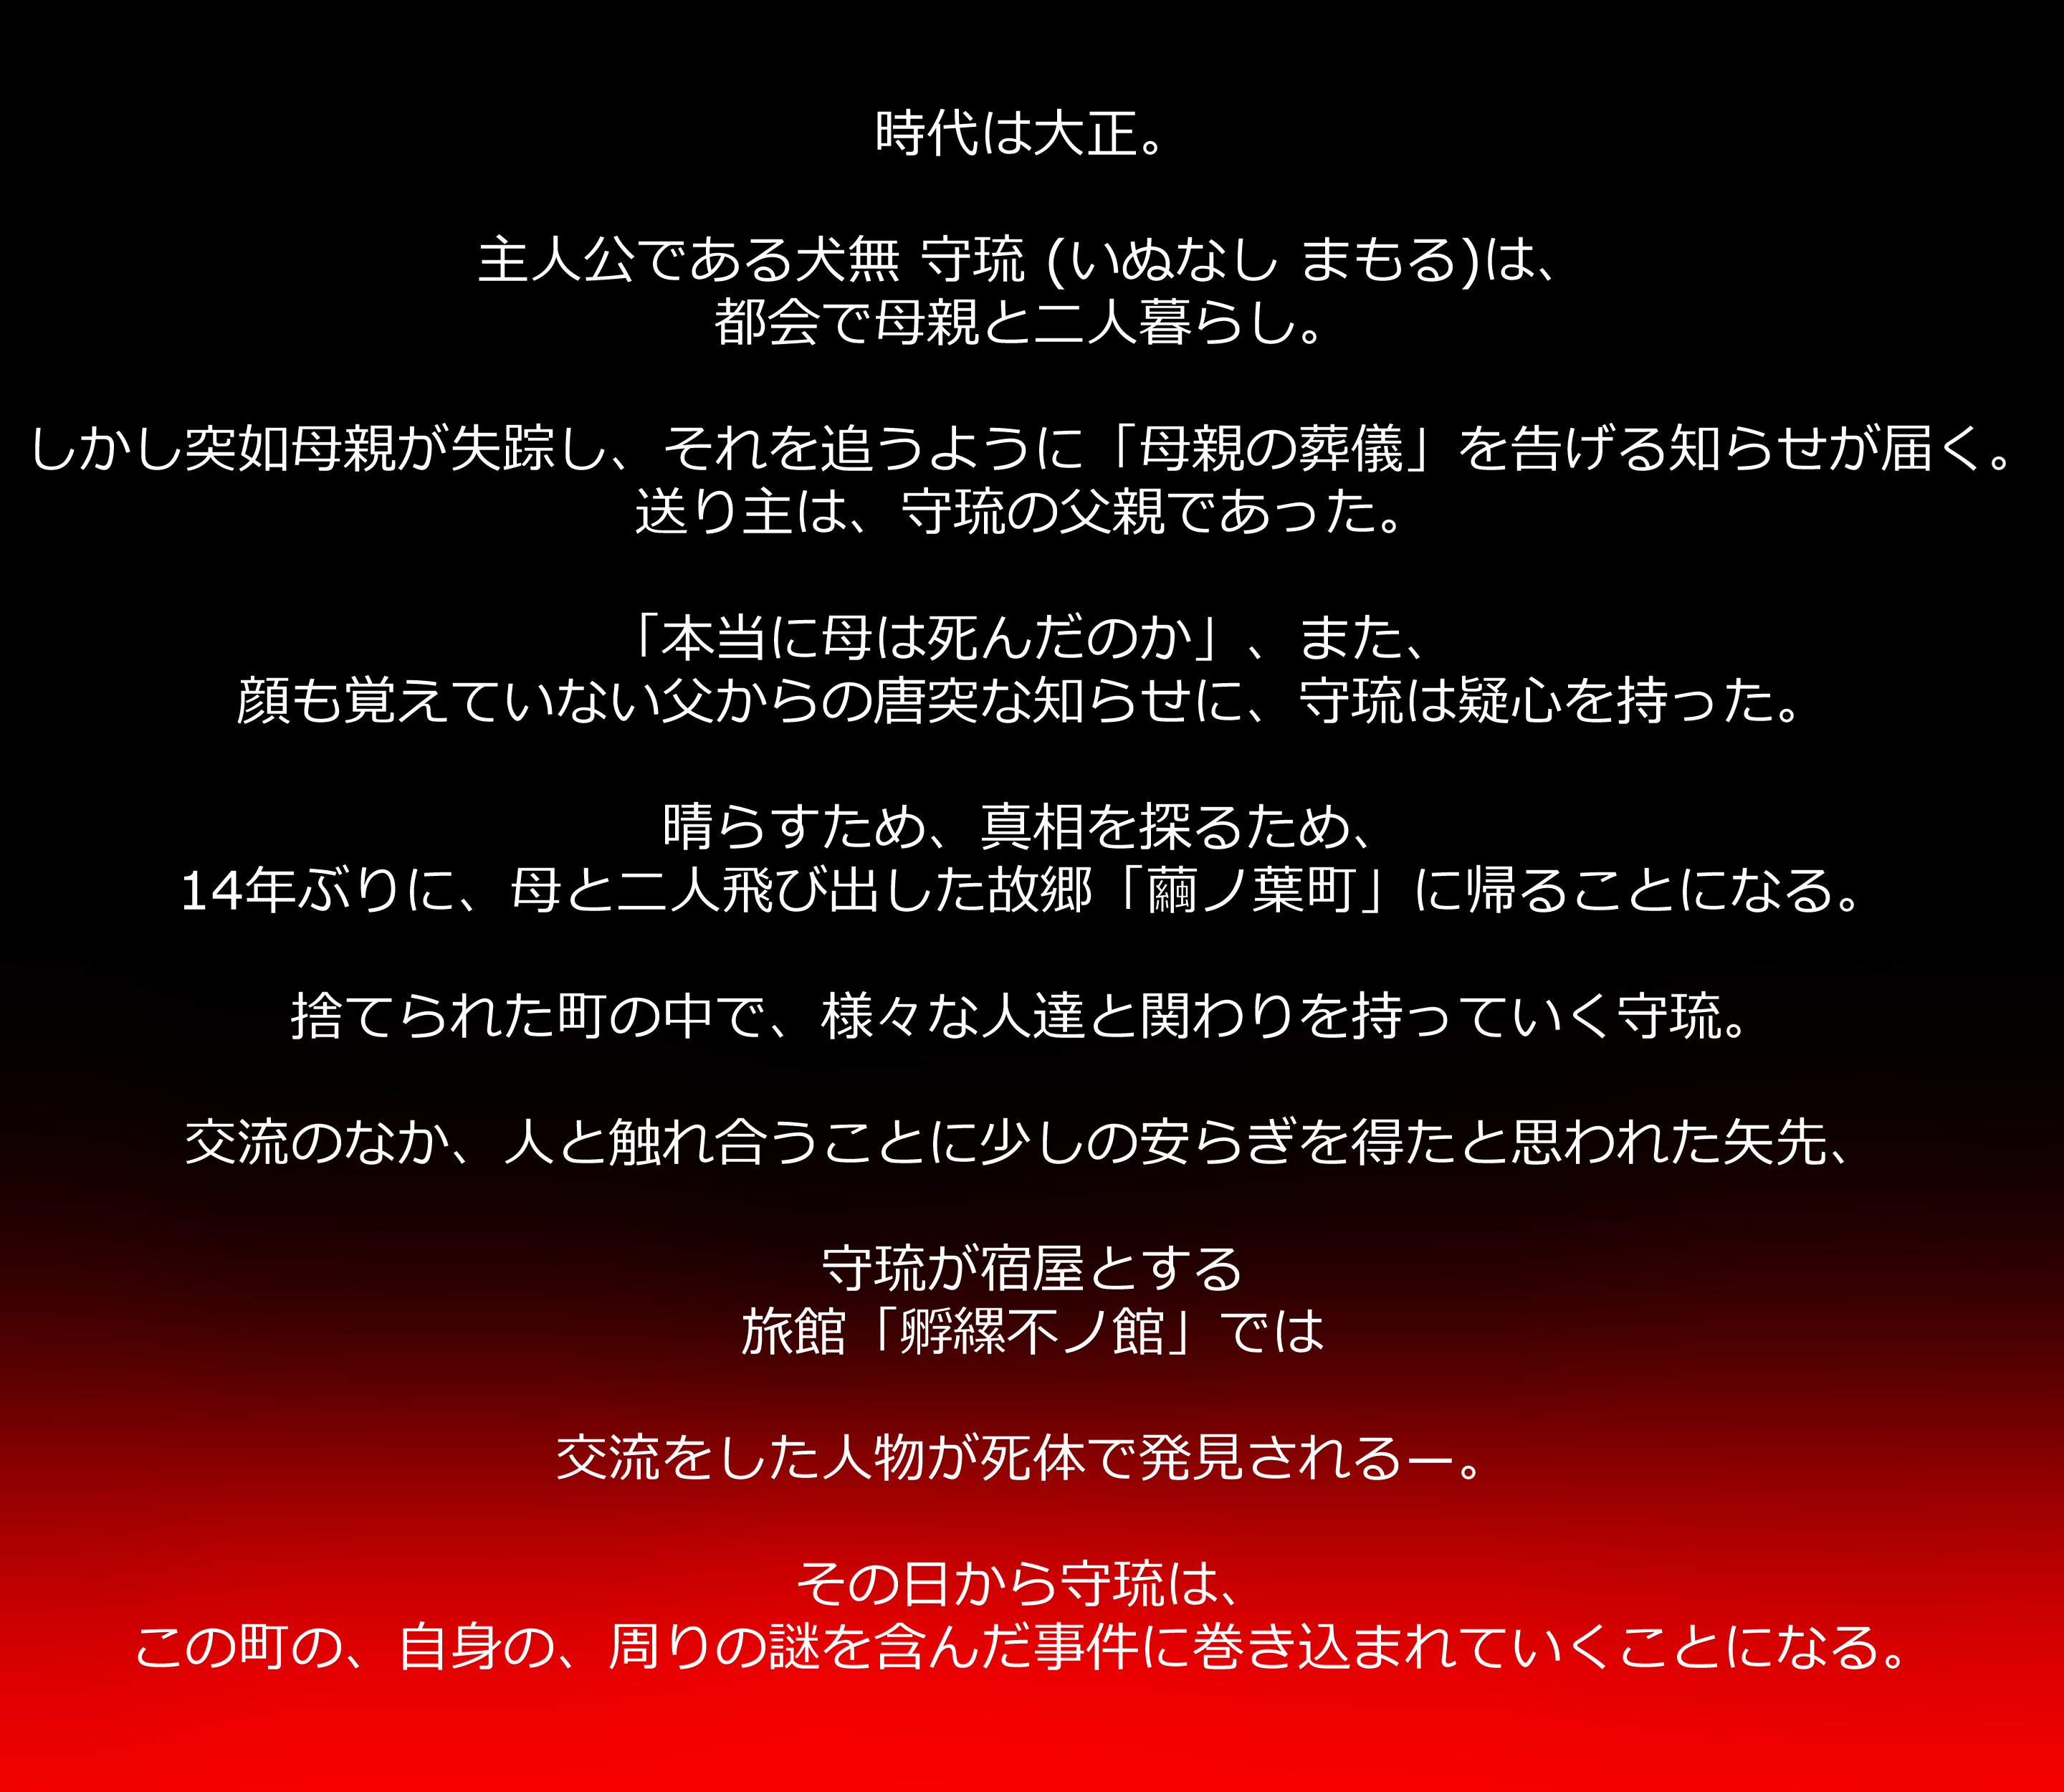 時代は大正。
主人公である犬無 守琉 (いぬなし まもる)は、
都会で母親と二人暮らし。
しかし突如母親が失踪し、それを追うように「母親の葬儀」を告げる知らせが届く。
送り主は、守琉の父親であった。
「本当に母は死んだのか」、また、
顔も覚えていない父からの唐突な知らせに、守琉は疑心を持った。
晴らすため、真相を探るため、
14年ぶりに、母と二人飛び出した故郷「繭ノ葉町」に帰ることになる。
捨てられた町の中で、様々な人達と関わりを持っていく守琉。
交流のなか、人と触れ合うことに少しの安らぎを得たと思われた矢先、
守琉が宿屋とする
旅館「孵縲不ノ館」では
交流をした人物が死体で発見されるー。
その日から守琉は、
この町の、自身の、周りの謎を含んだ事件に巻き込まれていくことになる。